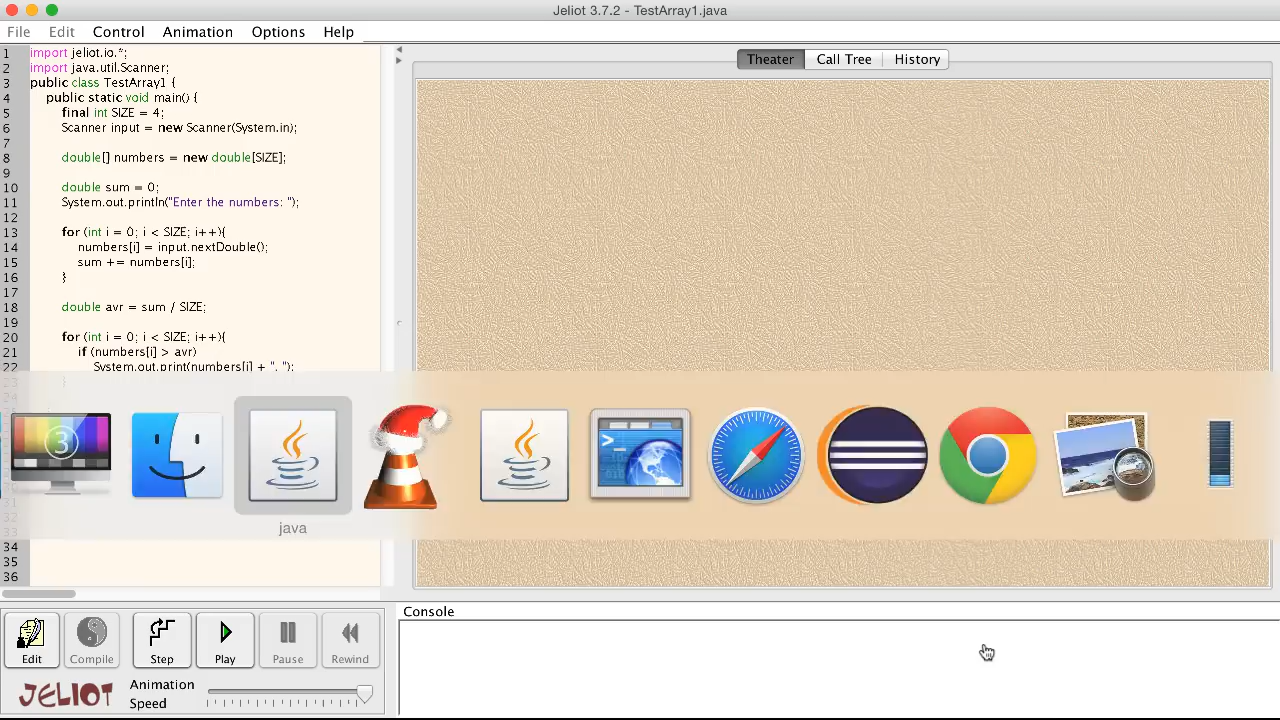 Jeliot 3.7.2 - TestArray1.java
File Edit Control Animation Options Help
Theater Call Tree History
1 import jeliot.io.*;
2 import java.util.Scanner;
3 public class TestArray1 {
4 public static void main() {
5 final int SIZE = 4;
6 Scanner input = new Scanner(System.in);
7
8 double[] numbers = new double[SIZE];
9
10 double sum = 0;
11 System.out.println("Enter the numbers: ");
12
13 for (int i = 0; i < SIZE; i++){
14 numbers[i] = input.nextDouble();
15 sum += numbers[i];
16 }
17
18 double avr = sum / SIZE;
19
20 for (int i = 0; i < SIZE; i++){
21 if (numbers[i] > avr)
22 System.out.print(numbers[i] + ", ");
23 }
3
java
33
34
35
36
Console
Edit Compile Step Play Pause Rewind
JELIOT
Animation
Speed